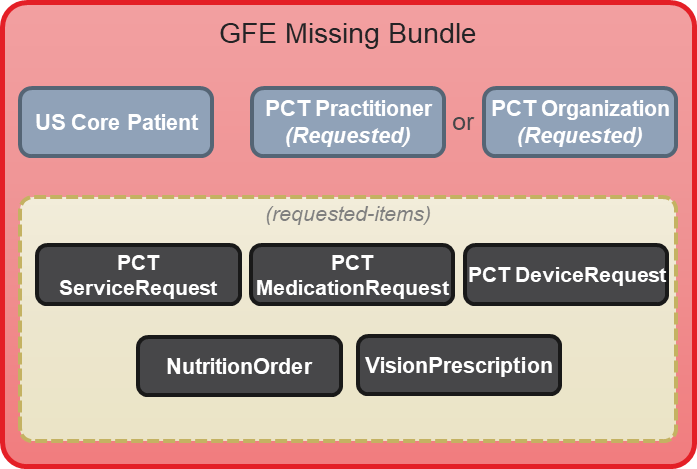 GFE Missing Bundle
US Core Patient
PCT Practitioner
(Requested)
or
PCT Organization
(Requested)
(requested-items)
PCT
ServiceRequest
PCT
MedicationRequest
PCT DeviceRequest
NutritionOrder
VisionPrescription